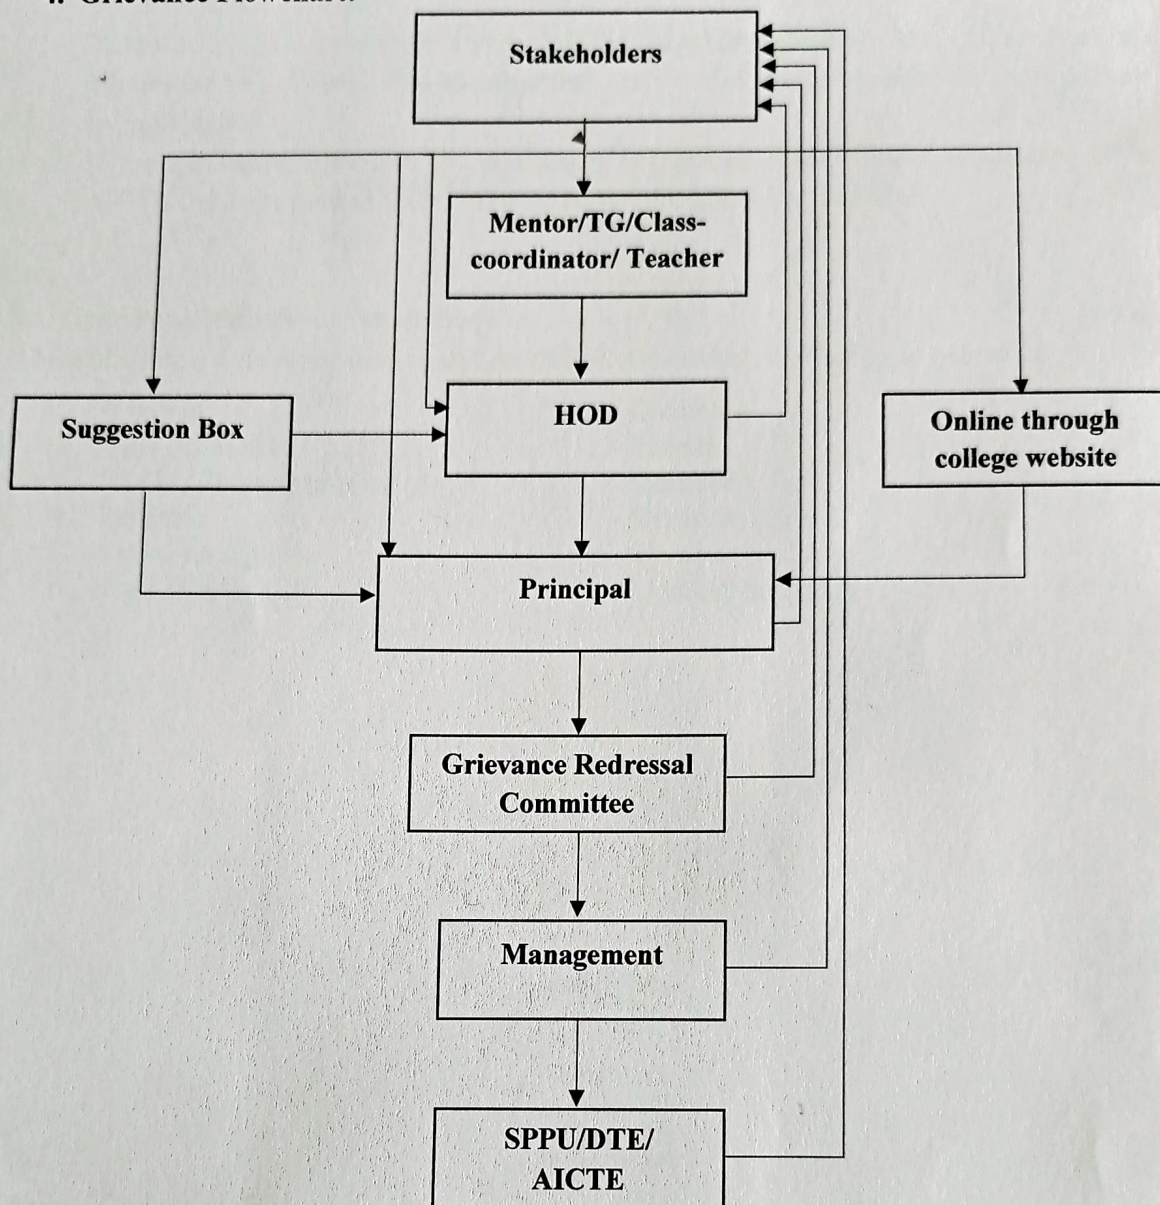 Stakeholders
Mentor/TG/Class-
coordinator/ Teacher
Suggestion Box
HOD
Online through
college website
Principal
Grievance Redressal
Committee
Management
SPPU/DTE/
AICTE